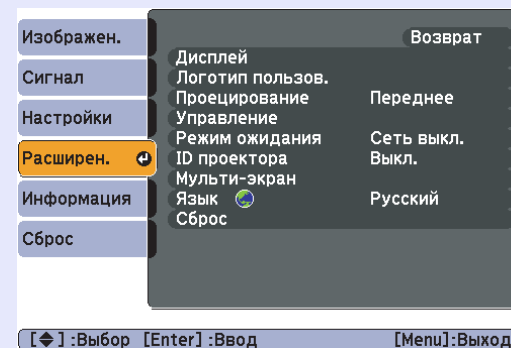 Изображен.
Сигнал
Настройки
Расширен.
Информация
Сброс
Возврат
Дисплей
Логотип пользов.
Проецирование Переднее
Управление
Режим ожидания Сеть выкл.
ID проектора Выкл.
Мульти-экран
Язык Русский
Сброс
[◆] :Выбор [Enter] :Ввод [Menu]:Выход